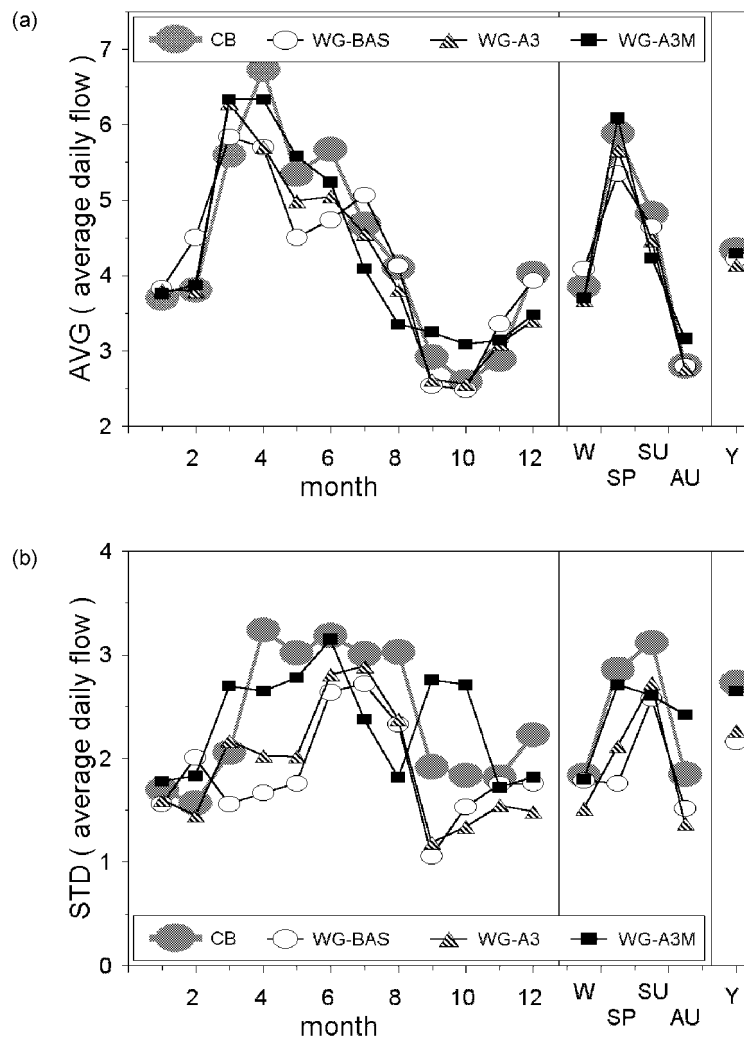 (a)
7
6
5
4
3
2
AVG ( average daily flow )
CB WG-BAS WG-A3 WG-A3M
2 4 6 8 10 12
month
W SU Y
SP AU
(b)
4
3
2
1
0
STD ( average daily flow )
CB WG-BAS WG-A3 WG-A3M
2 4 6 8 10 12
month
W SU Y
SP AU